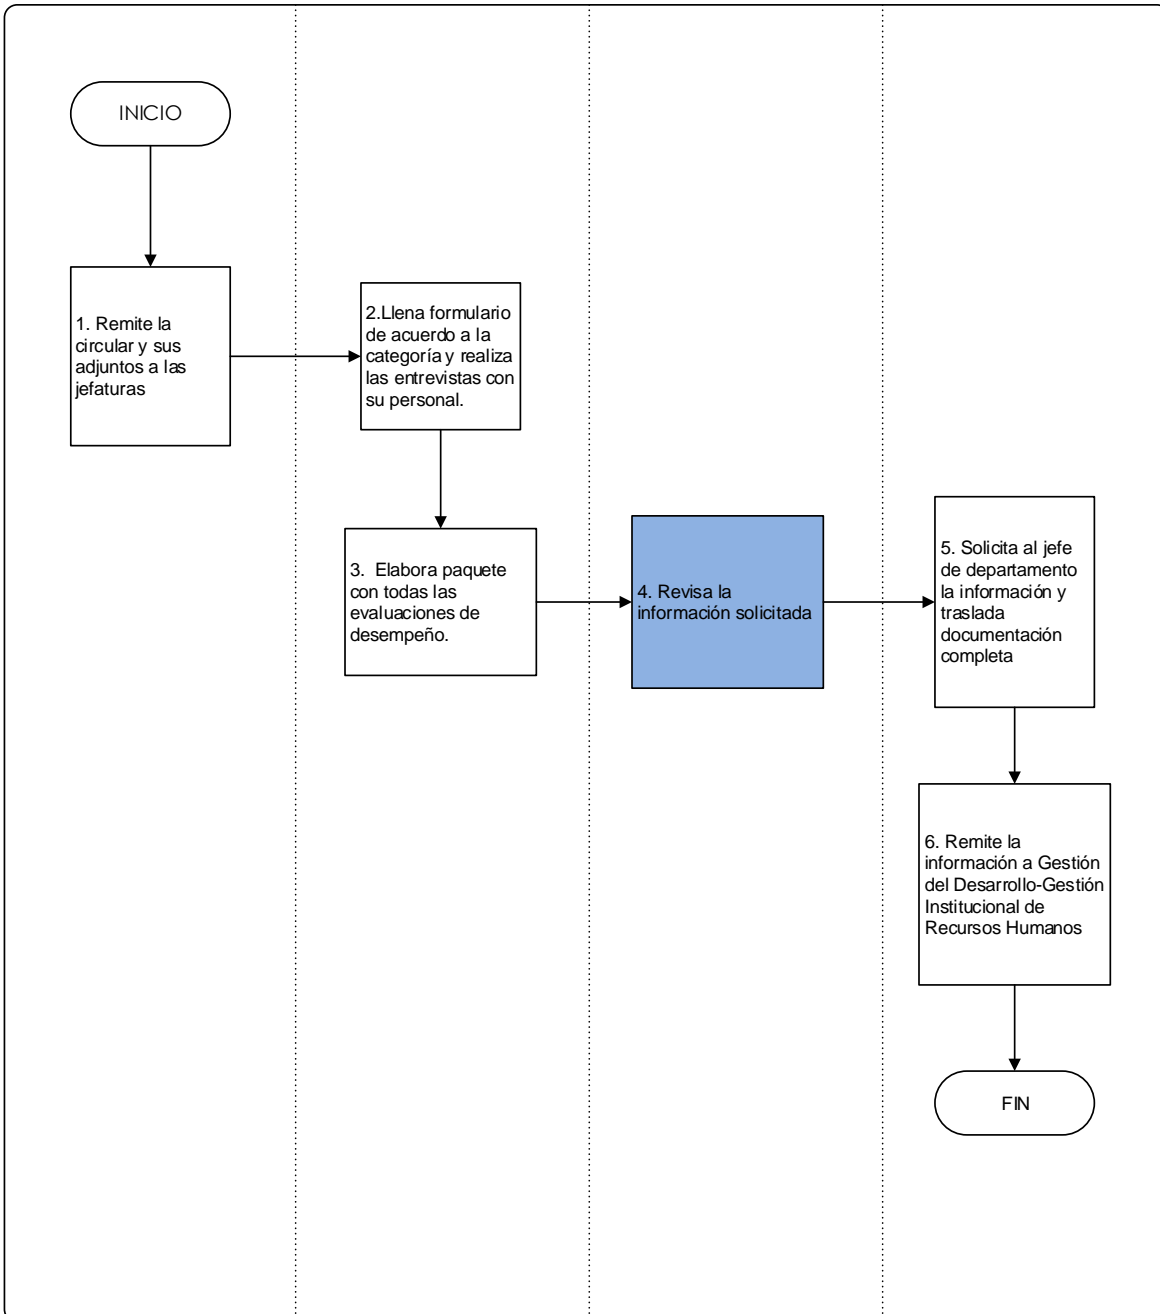 INICIO
1. Remite la
circular y sus
adjuntos a las
jefaturas
2.Llena formulario
de acuerdo a la
categoría y realiza
las entrevistas con
su personal.
3.  Elabora paquete
con todas las
evaluaciones de
desempeño.
4. Revisa la
información solicitada
5. Solicita al jefe
de departamento
la información y
traslada
documentación
completa
6. Remite la
información a Gestión
del Desarrollo-Gestión
Institucional de
Recursos Humanos
FIN